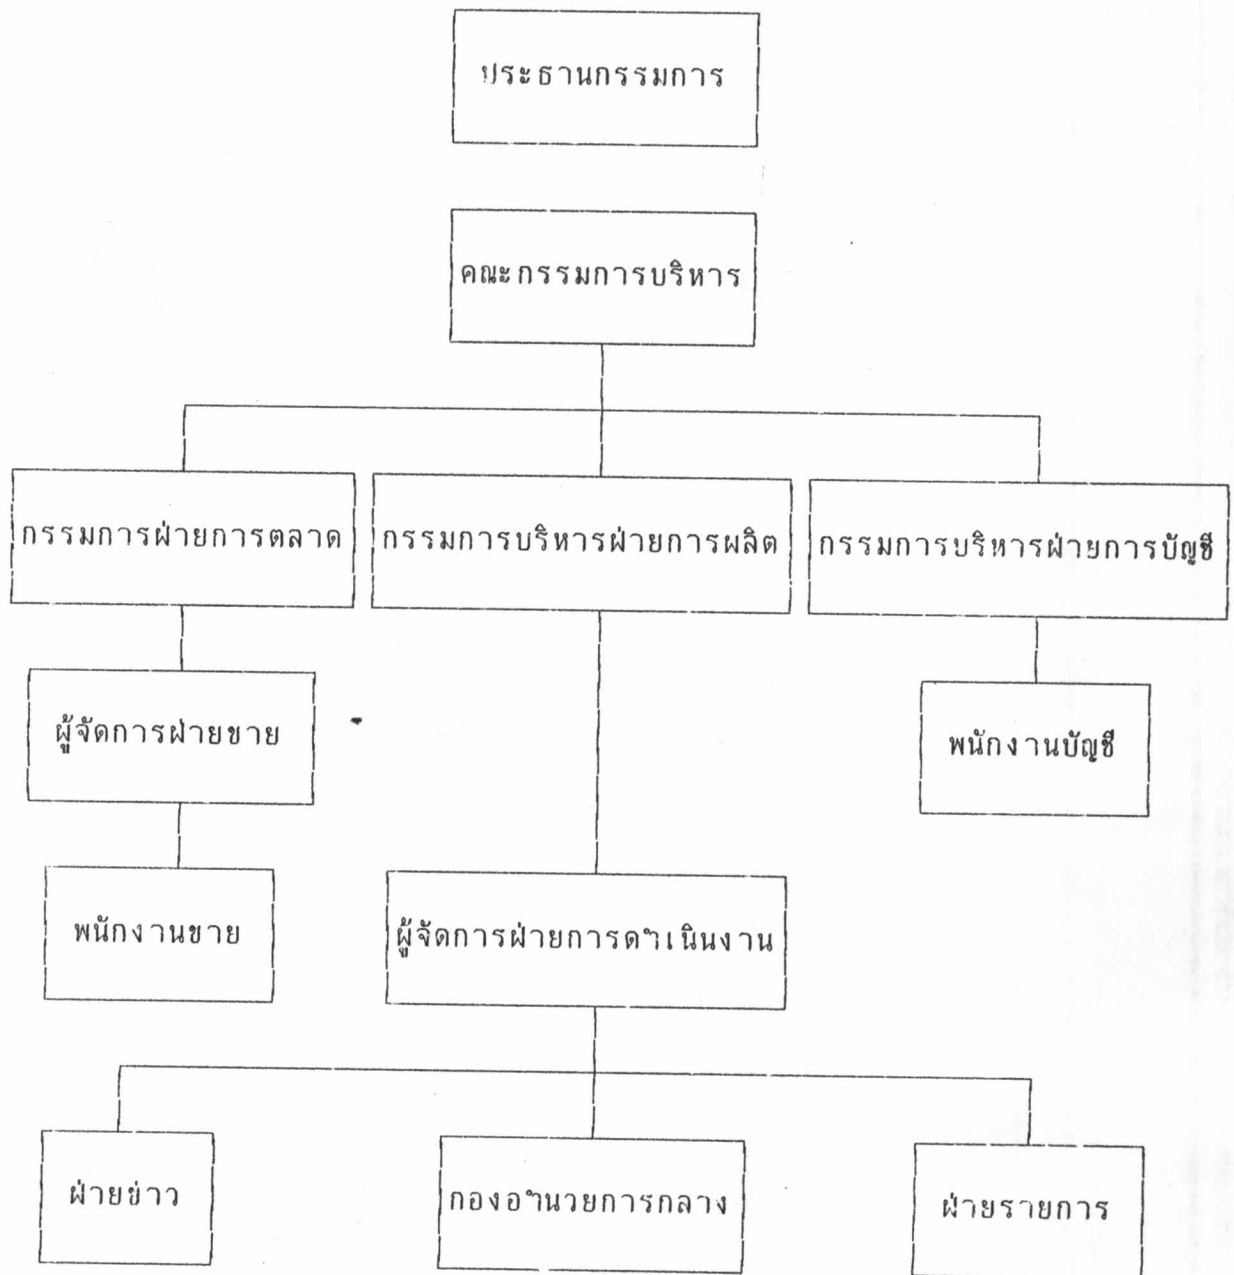 ประธานกรรมการ
คณะกรรมการบริหาร
กรรมการฝ่ายการตลาด
กรรมการบริหารฝ่ายการผลิต
กรรมการบริหารฝ่ายการบัญชี
ผู้จัดการฝ่ายขาย
พนักงานบัญชี
พนักงานขาย
ผู้จัดการฝ่ายการดำเนินงาน
ฝ่ายข่าว
กองอำนวยการกลาง
ฝ่ายรายการ